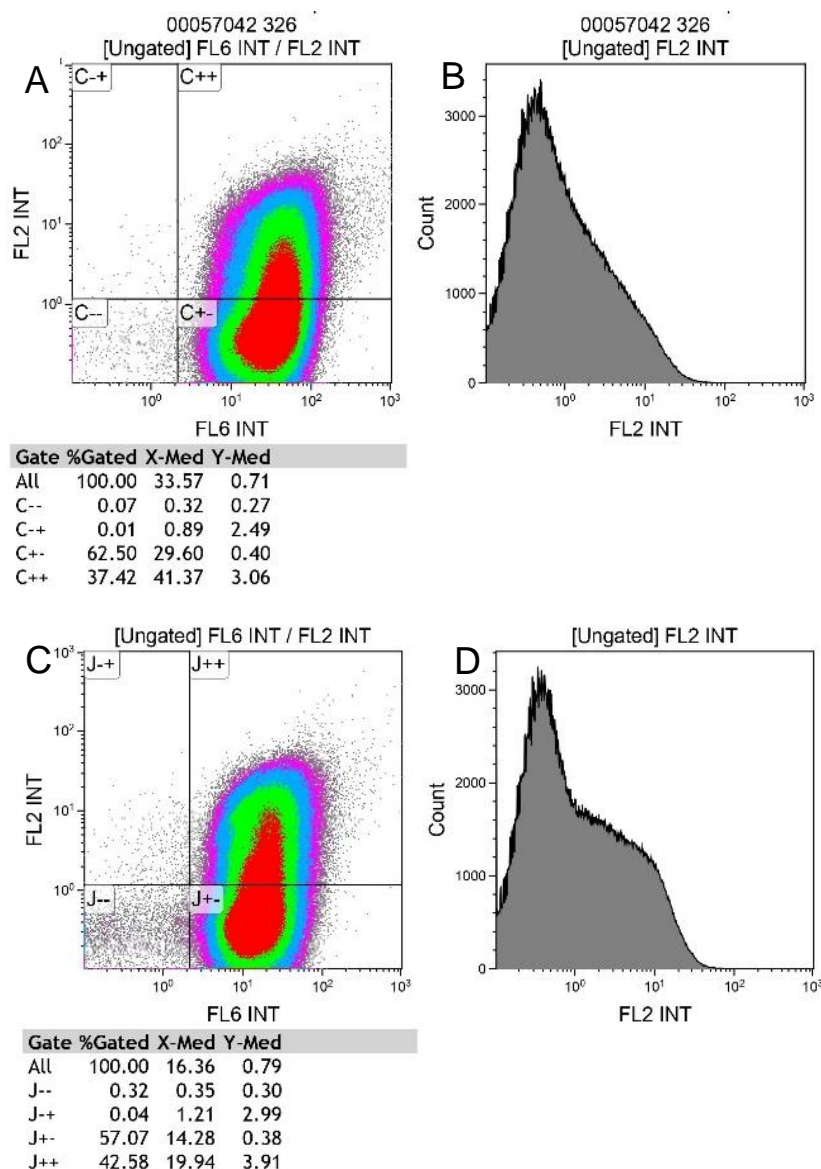 00057042 326
[Ungated] FL6 INT / FL2 INT
A
C-+
C++
10²
10¹
10⁰
FL2 INT
C--
C+-
10⁰ 10¹ 10² 10³
FL6 INT
Gate %Gated X-Med Y-Med
All 100.00 33.57 0.71
C-- 0.07 0.32 0.27
C-+ 0.01 0.89 2.49
C+- 62.50 29.60 0.40
C++ 37.42 41.37 3.06
00057042 326
[Ungated] FL2 INT
B
3000
2000
1000
0
Count
10⁰ 10¹ 10² 10³
FL2 INT
[Ungated] FL6 INT / FL2 INT
C
10³
J-+
J++
10²
10¹
10⁰
FL2 INT
J--
J+-
10⁰ 10¹ 10² 10³
FL6 INT
Gate %Gated X-Med Y-Med
All 100.00 16.36 0.79
J-- 0.32 0.35 0.30
J-+ 0.04 1.21 2.99
J+- 57.07 14.28 0.38
J++ 42.58 19.94 3.91
[Ungated] FL2 INT
D
3000
2000
1000
0
Count
10⁰ 10¹ 10² 10³
FL2 INT